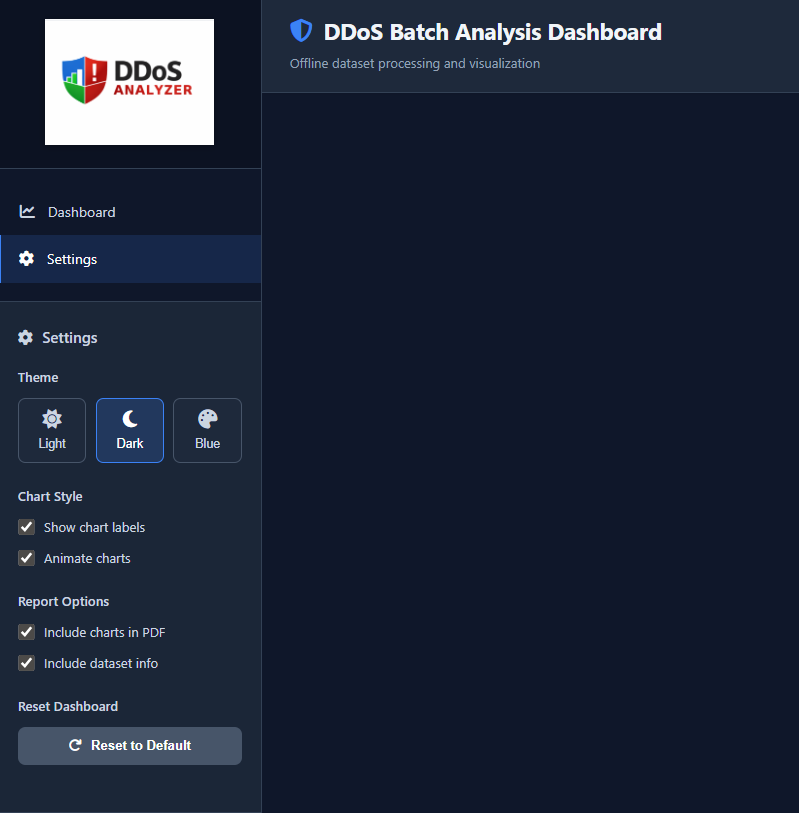 DDoS
ANALYZER
DDoS Batch Analysis Dashboard
Offline dataset processing and visualization
Dashboard
Settings
Settings
Theme
Light
Dark
Blue
Chart Style
Show chart labels
Animate charts
Report Options
Include charts in PDF
Include dataset info
Reset Dashboard
Reset to Default